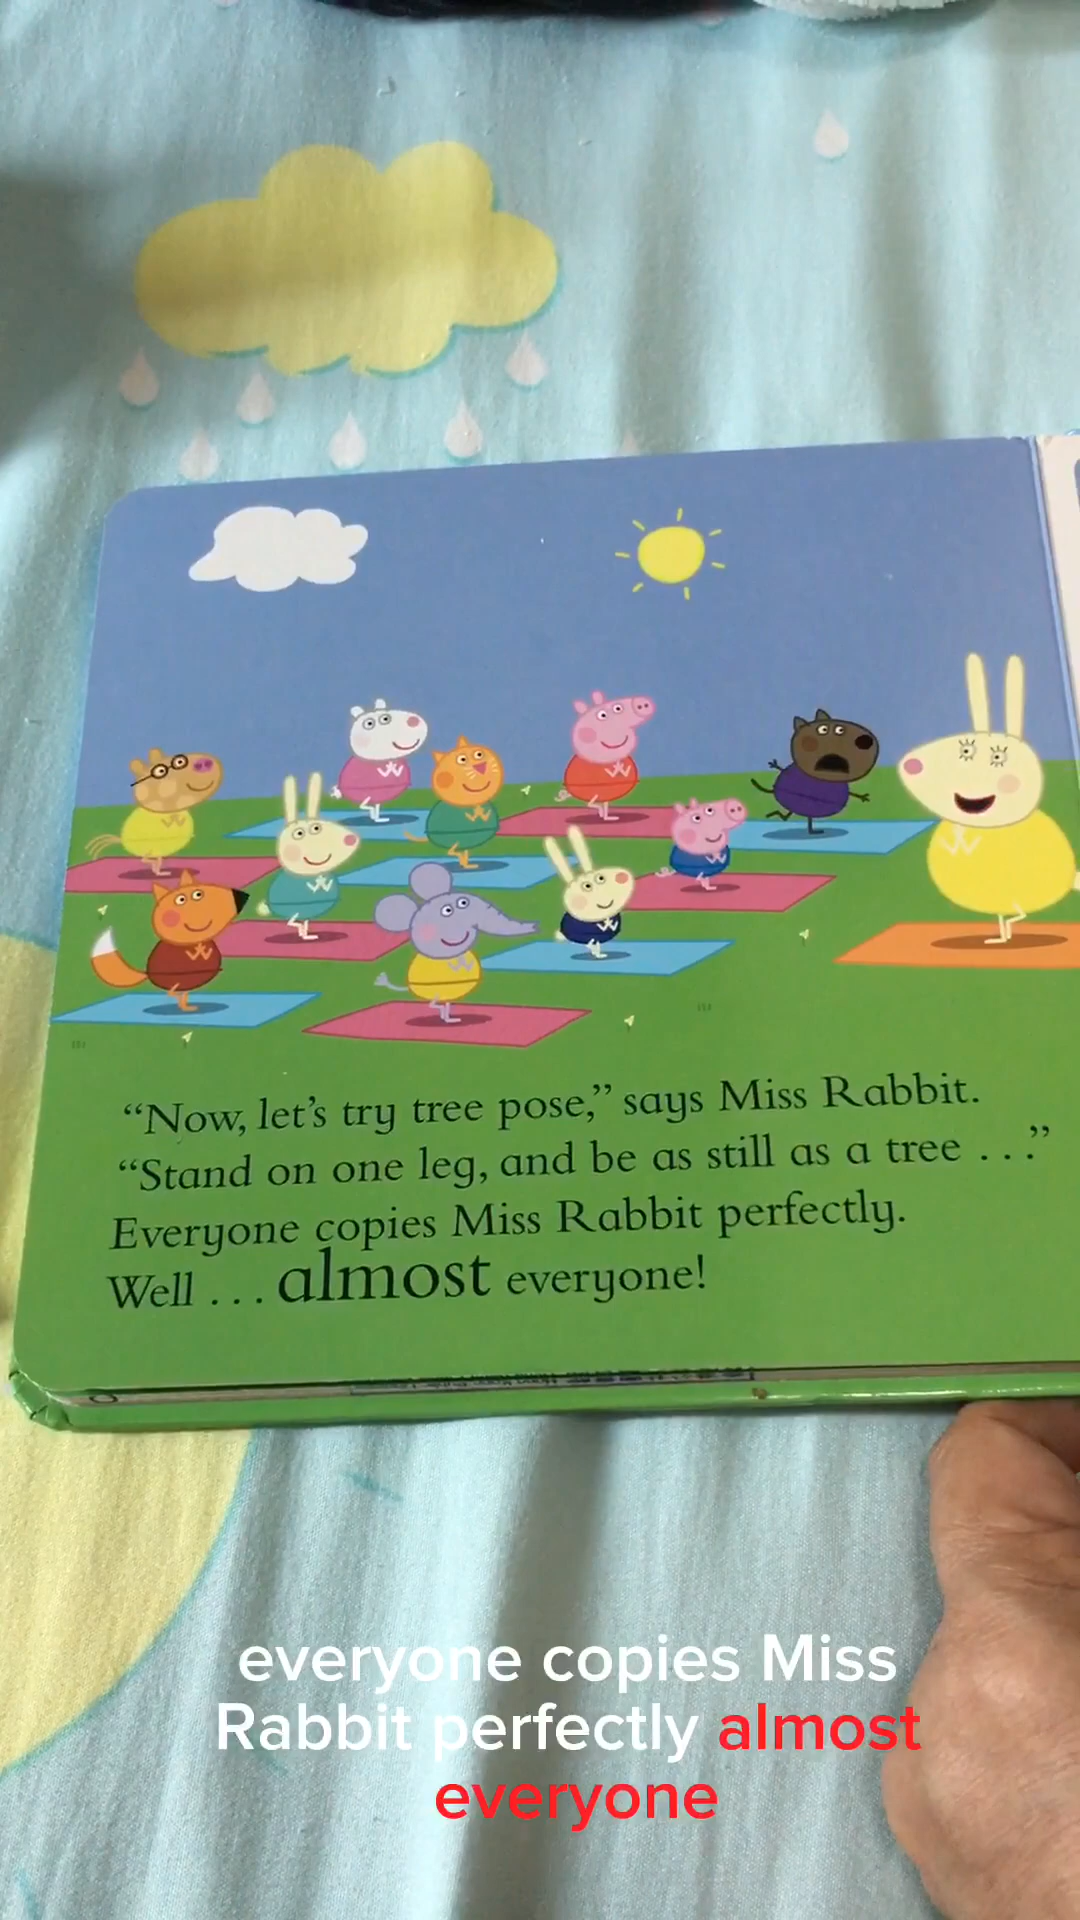 “Now, let’s try tree pose,” says Miss Rabbit.
“Stand on one leg, and be as still as a tree . . .”
Everyone copies Miss Rabbit perfectly.
Well . . . almost everyone!
everyone copies Miss
Rabbit perfectly almost
everyone